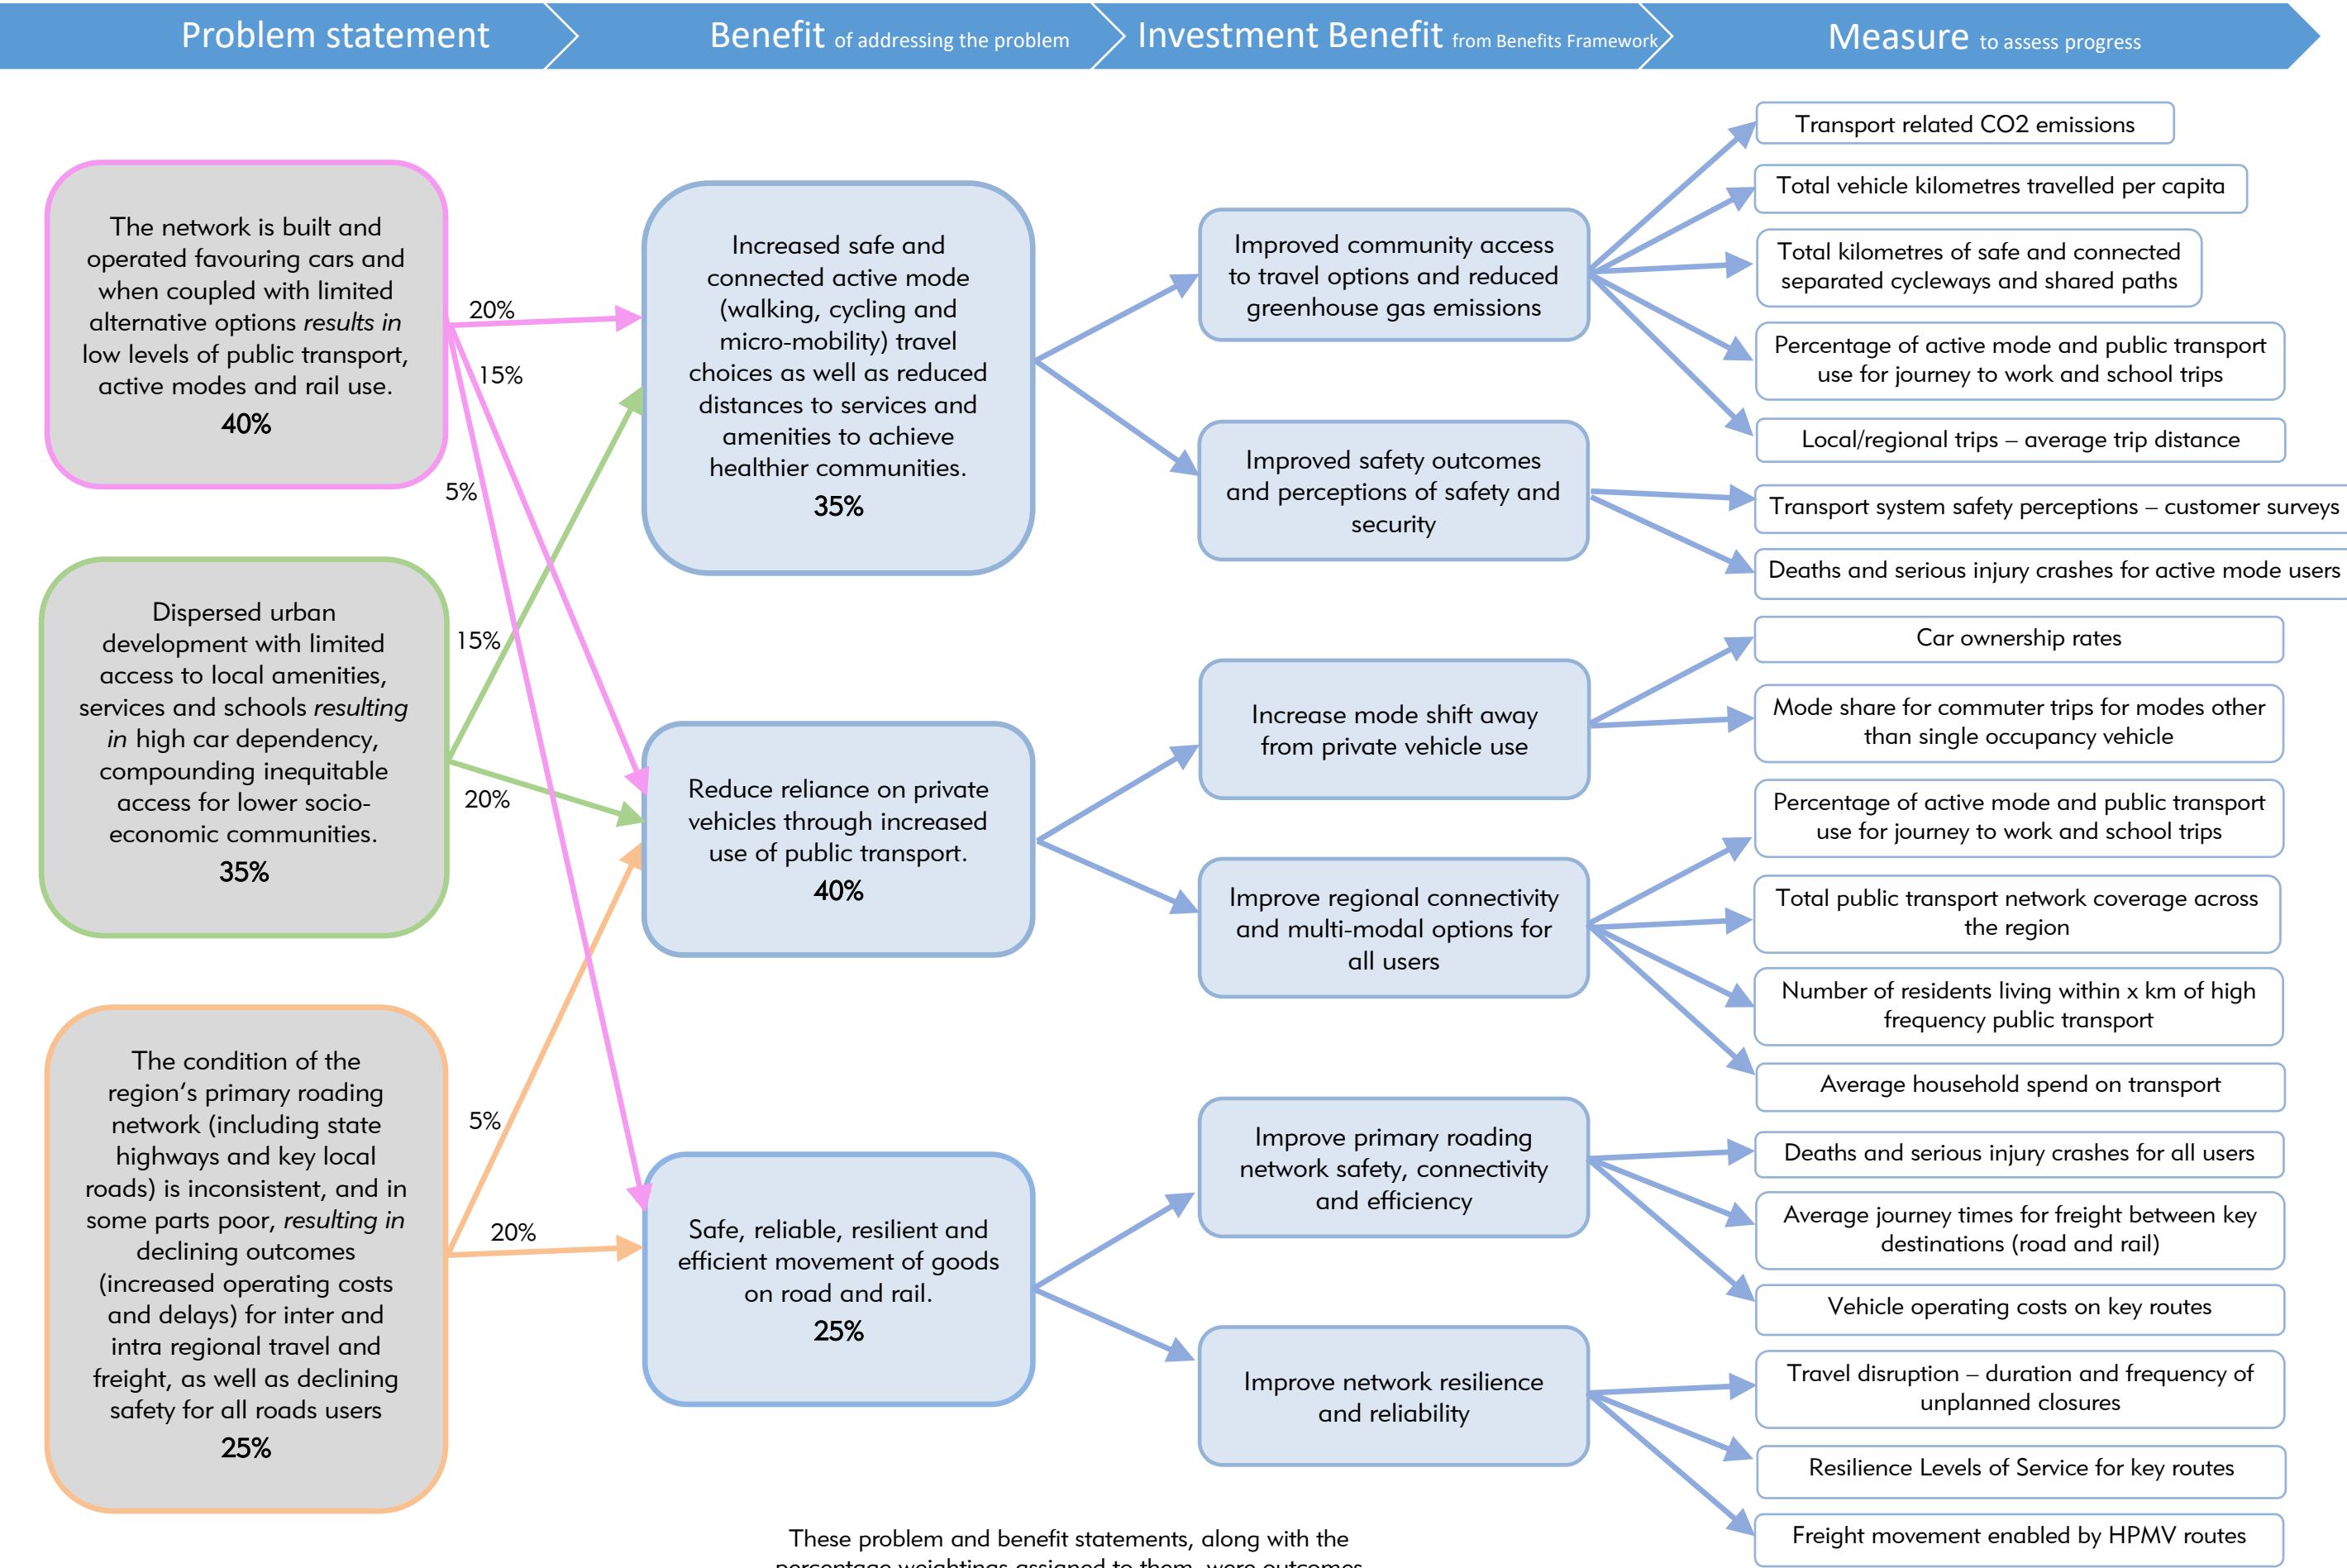 Problem statement
Benefit of addressing the problem
Investment Benefit from Benefits Framework
Measure to assess progress
The network is built and
operated favouring cars and
when coupled with limited
alternative options results in
low levels of public transport,
active modes and rail use.
40%
Dispersed urban
development with limited
access to local amenities,
services and schools resulting
in high car dependency,
compounding inequitable
access for lower socio-
economic communities.
35%
The condition of the
region's primary roading
network (including state
highways and key local
roads) is inconsistent, and in
some parts poor, resulting in
declining outcomes
(increased operating costs
and delays) for inter and
intra regional travel and
freight, as well as declining
safety for all roads users
25%
20%
15%
5%
15%
20%
5%
20%
Increased safe and
connected active mode
(walking, cycling and
micro-mobility) travel
choices as well as reduced
distances to services and
amenities to achieve
healthier communities.
35%
Reduce reliance on private
vehicles through increased
use of public transport.
40%
Safe, reliable, resilient and
efficient movement of goods
on road and rail.
25%
Improved community access
to travel options and reduced
greenhouse gas emissions
Improved safety outcomes
and perceptions of safety and
security
Increase mode shift away
from private vehicle use
Improve regional connectivity
and multi-modal options for
all users
Improve primary roading
network safety, connectivity
and efficiency
Improve network resilience
and reliability
Transport related CO2 emissions
Total vehicle kilometres travelled per capita
Total kilometres of safe and connected
separated cycleways and shared paths
Percentage of active mode and public transport
use for journey to work and school trips
Local/regional trips – average trip distance
Transport system safety perceptions – customer surveys
Deaths and serious injury crashes for active mode users
Car ownership rates
Mode share for commuter trips for modes other
than single occupancy vehicle
Percentage of active mode and public transport
use for journey to work and school trips
Total public transport network coverage across
the region
Number of residents living within x km of high
frequency public transport
Average household spend on transport
Deaths and serious injury crashes for all users
Average journey times for freight between key
destinations (road and rail)
Vehicle operating costs on key routes
Travel disruption – duration and frequency of
unplanned closures
Resilience Levels of Service for key routes
Freight movement enabled by HPMV routes
These problem and benefit statements, along with the
percentage weightings assigned to them, were outcomes